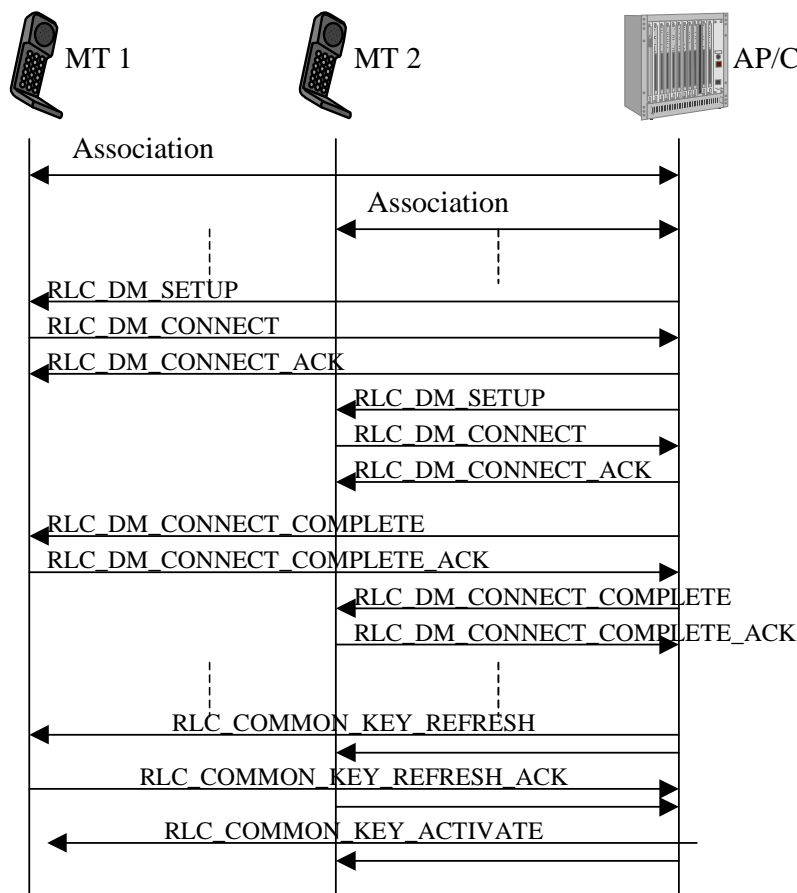 MT 1
MT 2
AP/C
Association
Association
RLC_DM_SETUP
RLC_DM_CONNECT
RLC_DM_CONNECT_ACK
RLC_DM_SETUP
RLC_DM_CONNECT
RLC_DM_CONNECT_ACK
RLC_DM_CONNECT_COMPLETE
RLC_DM_CONNECT_COMPLETE_ACK
RLC_DM_CONNECT_COMPLETE
RLC_DM_CONNECT_COMPLETE_ACK
RLC_COMMON_KEY_REFRESH
RLC_COMMON_KEY_REFRESH_ACK
RLC_COMMON_KEY_ACTIVATE